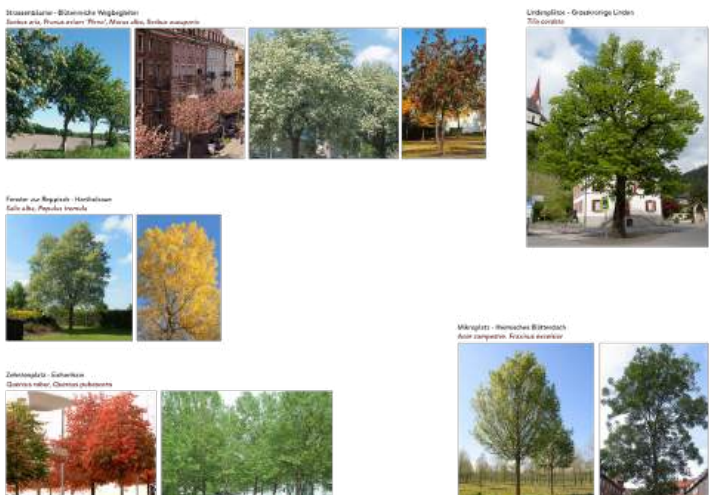 Strassenbäume - Blütenreiche Wegbegleiter
Sorbus aria, Prunus avium 'Plena', Morus alba, Sorbus aucuparia
Lindenplätze - Grosskronige Linden
Tilia cordata
Fenster zur Reppisch - Hartholzaue
Salix alba, Populus tremula
Mikroplatz - Heimisches Blätterdach
Acer campestre, Fraxinus excelsior
Zehntenplatz - Eichenhain
Quercus robur, Quercus pubescens